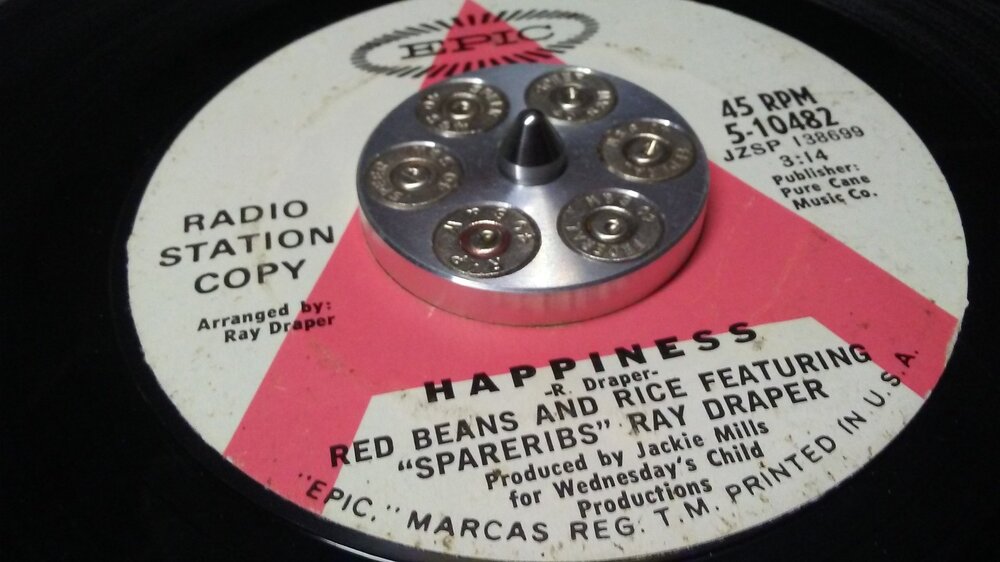 EPIC
45 RPM
5-10482
JZSP 138699
3:14
Publisher:
Pure Cane
Music Co.
RADIO
STATION
COPY
Arranged by:
Ray Draper
HAPPINESS
-R. Draper-
RED BEANS AND RICE FEATURING
"SPARERIBS" RAY DRAPER
Produced by Jackie Mills
for Wednesday's Child
Productions
"EPIC." MARCAS REG. T.M. PRINTED IN U.S.A.